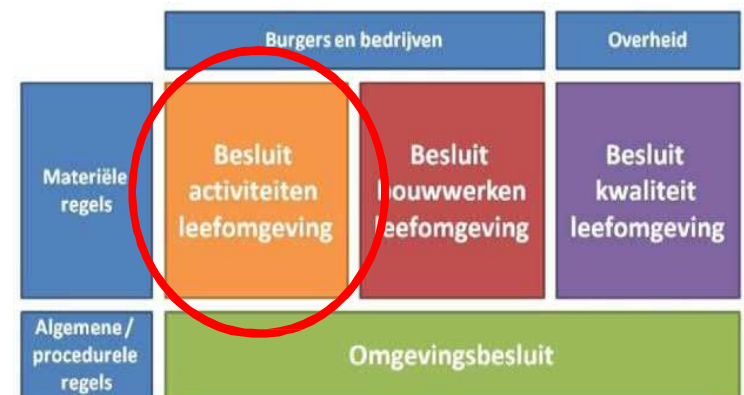 Burgers en bedrijven
Overheid
Materiële
regels
Besluit
activiteiten
leefomgeving
Besluit
bouwwerken
leefomgeving
Besluit
kwaliteit
leefomgeving
Algemene /
procedurele
regels
Omgevingsbesluit